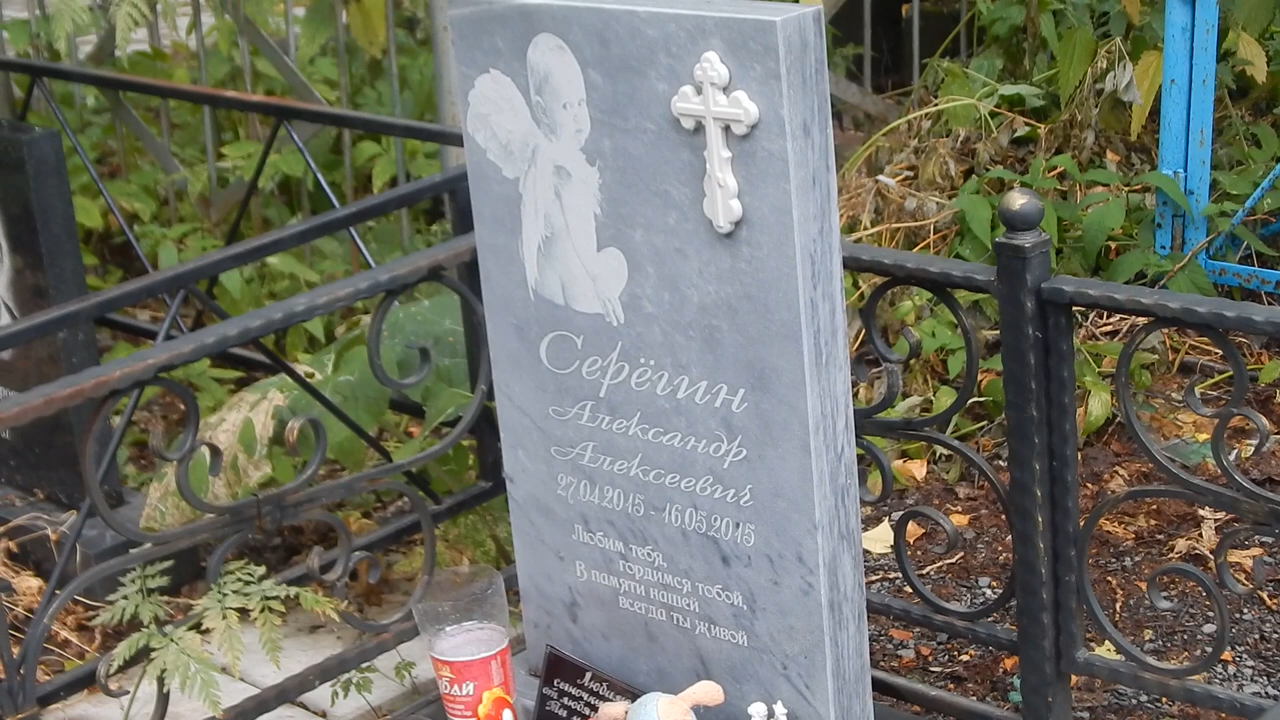 Серёгин
Александр
Алексеевич
27.04.2015 - 16.05.2015
Любим тебя,
гордимся тобой,
В памяти нашей
всегда ты живой